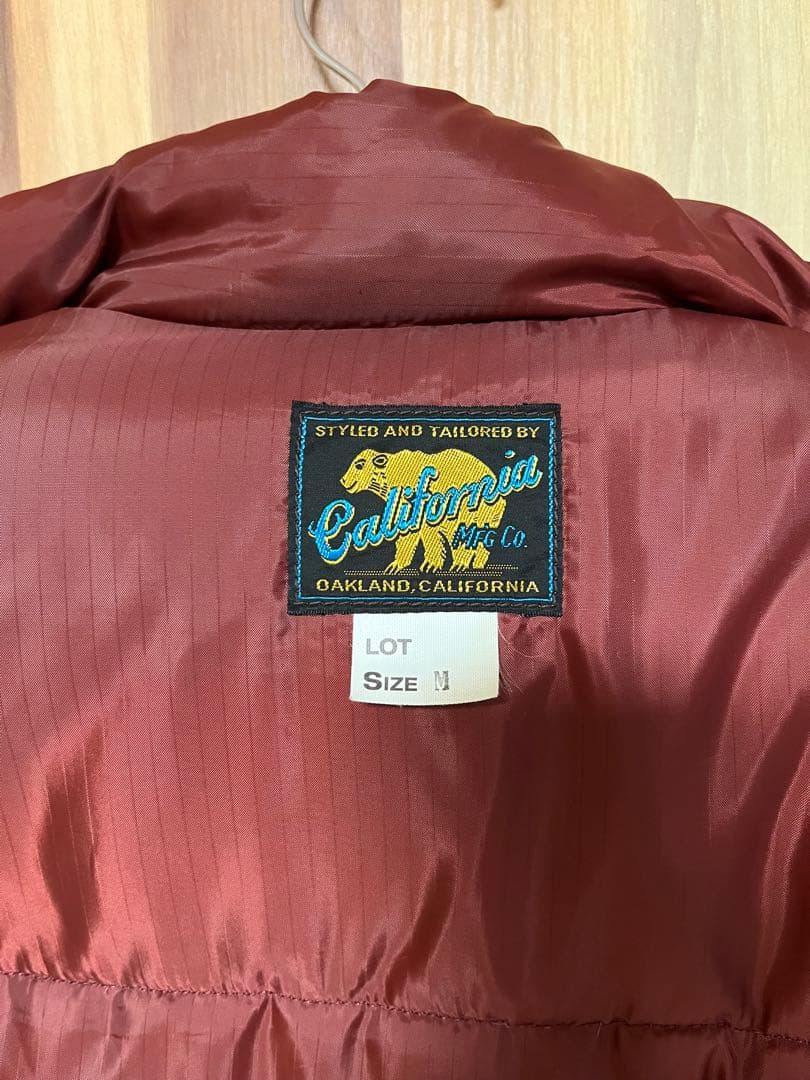 STYLED AND TAILORED BY
California
MFG CO.
OAKLAND, CALIFORNIA
LOT
SIZE M